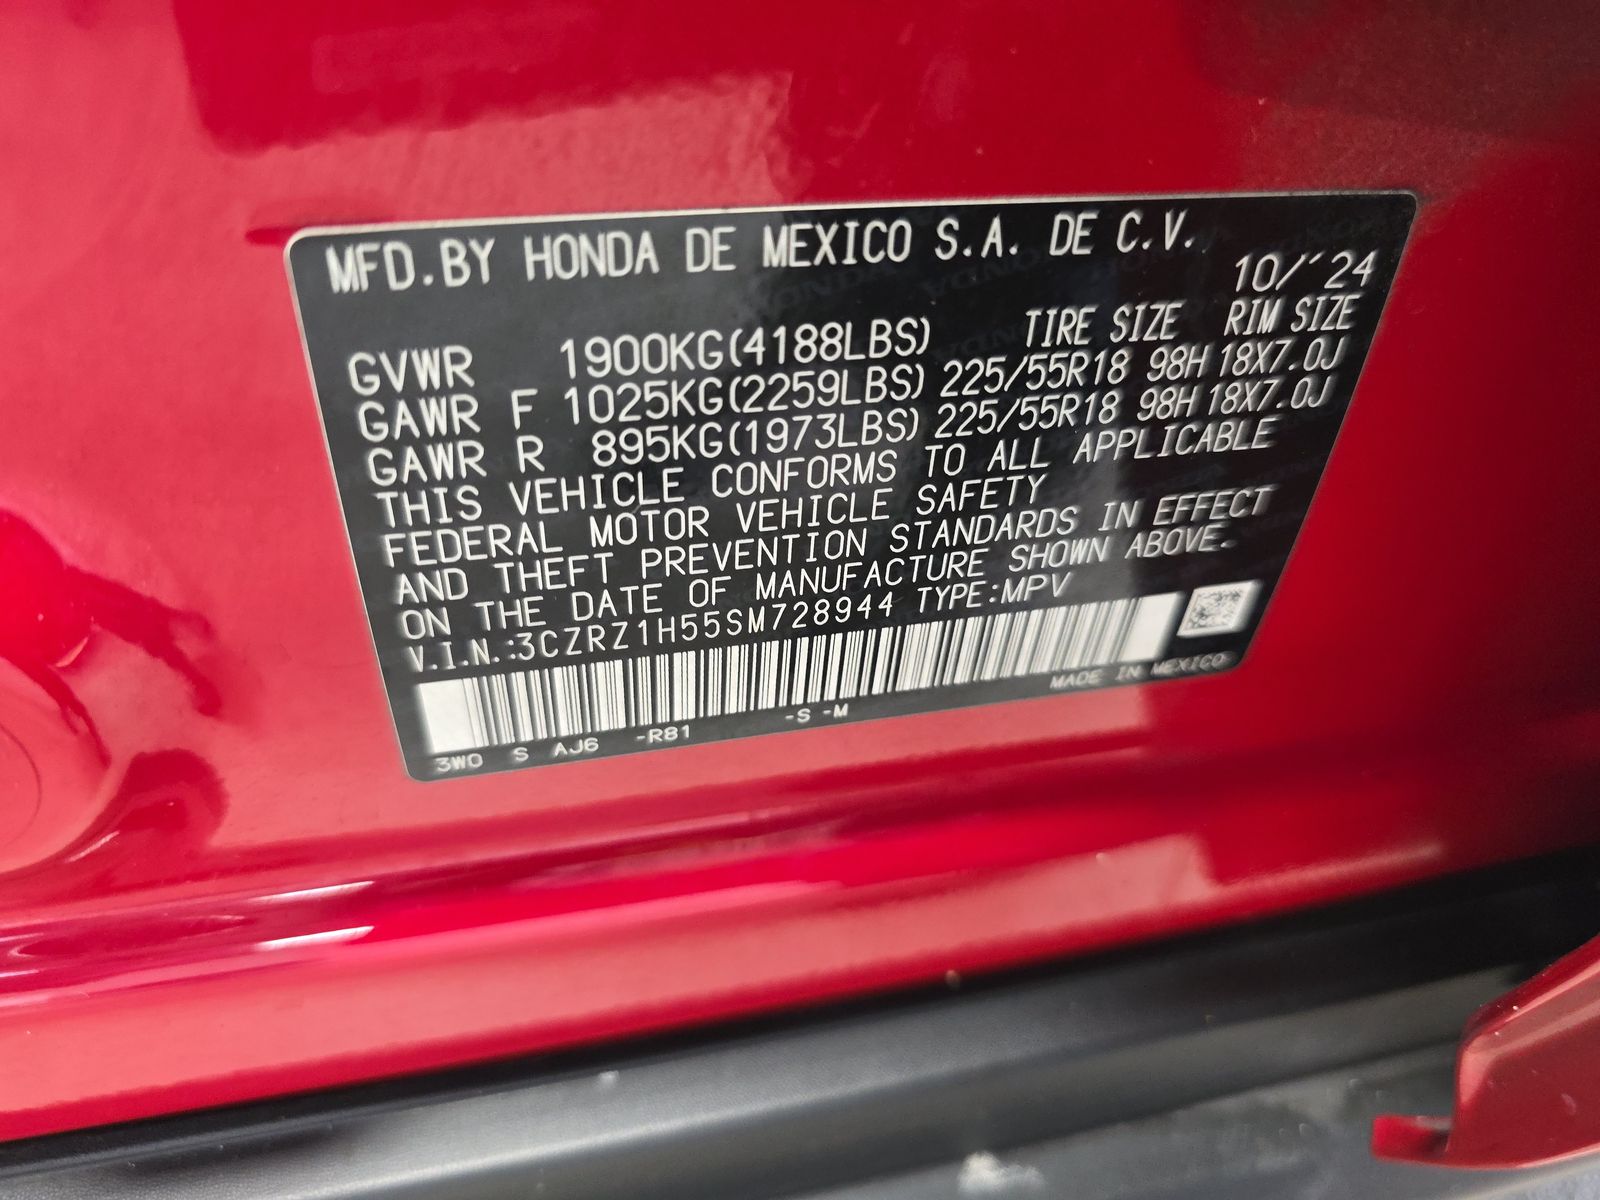 MFD.BY HONDA DE MEXICO S.A. DE C.V.
10/´24
TIRE SIZE RIM SIZE
GVWR 1900KG(4188LBS)
GAWR F 1025KG(2259LBS) 225/55R18 98H 18X7.0J
GAWR R 895KG(1973LBS) 225/55R18 98H 18X7.0J
THIS VEHICLE CONFORMS TO ALL APPLICABLE
FEDERAL MOTOR VEHICLE SAFETY
AND THEFT PREVENTION STANDARDS IN EFFECT
ON THE DATE OF MANUFACTURE SHOWN ABOVE.
V.I.N.:3CZRZ1H55SM728944 TYPE:MPV
MADE IN MEXICO
3W0 S AJ6 -R81 -S -M